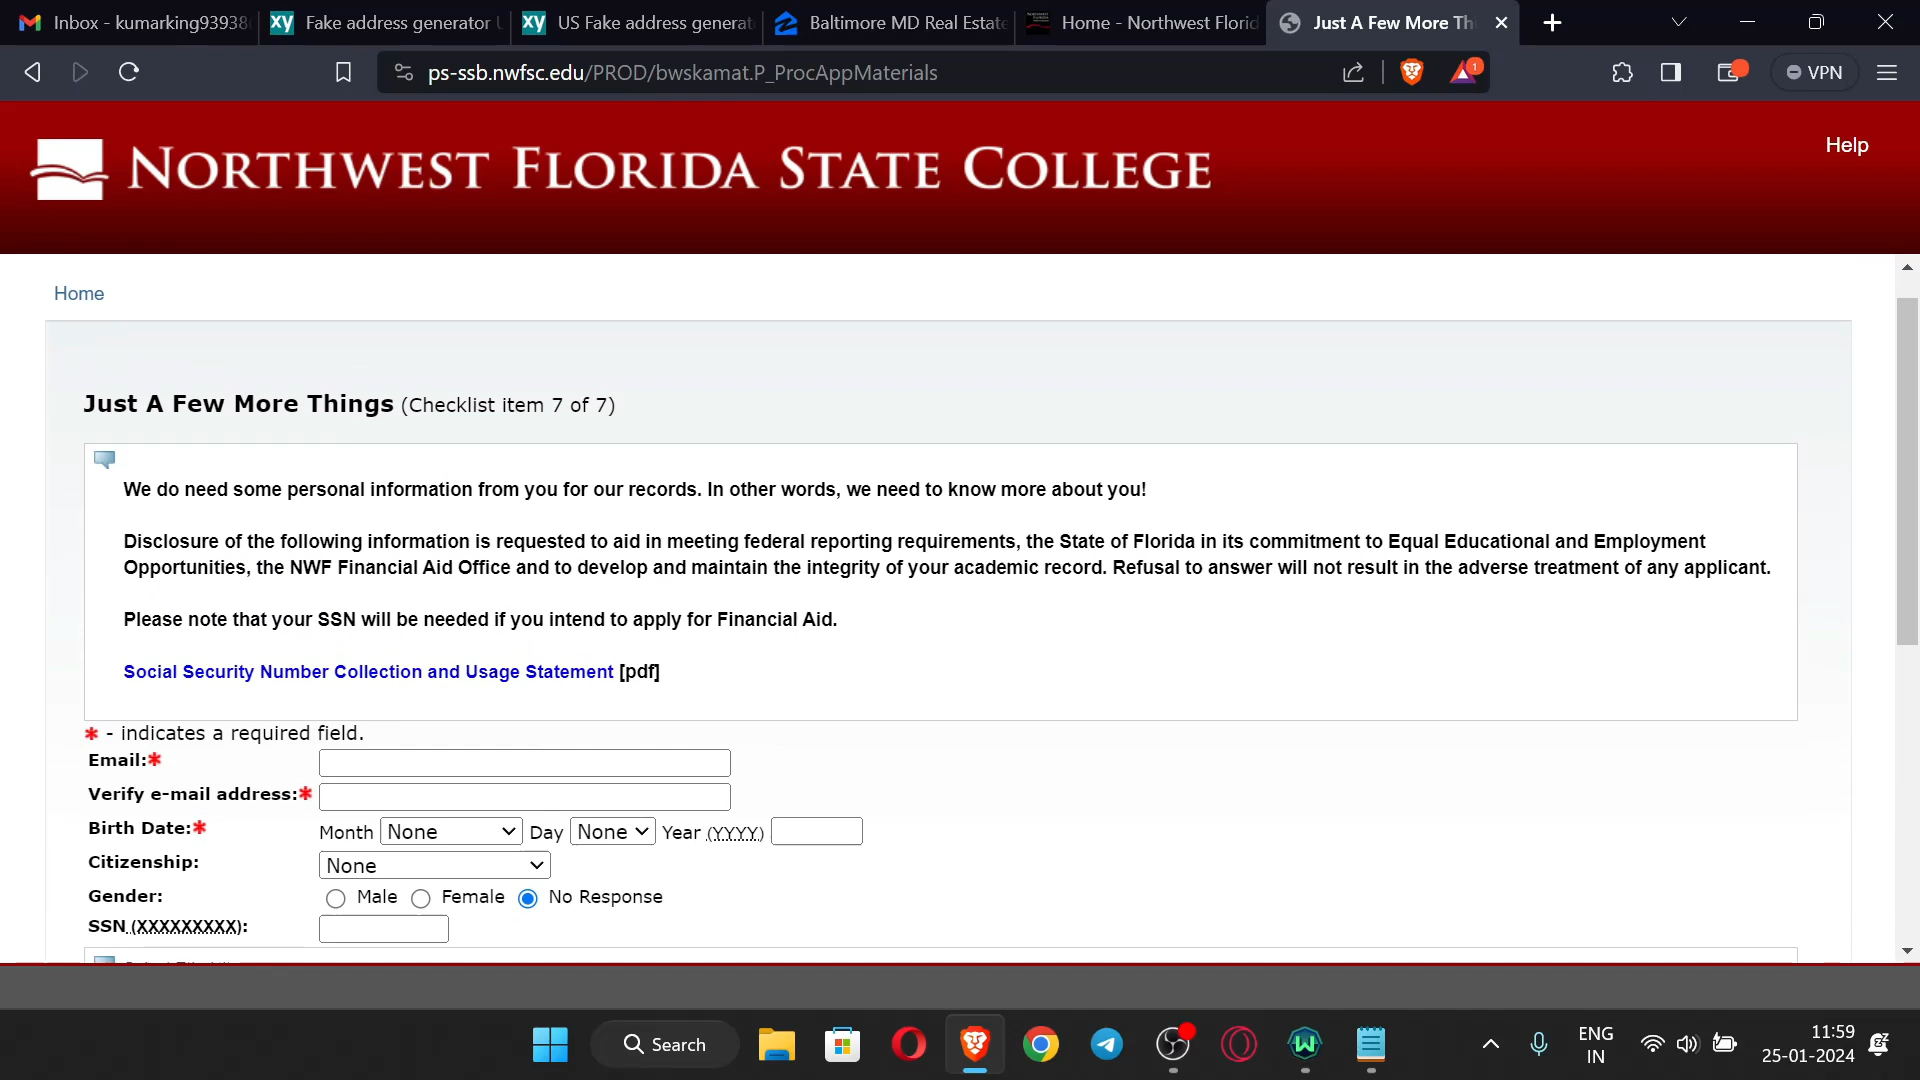 Inbox - kumarking93938
Fake address generator U
US Fake address generat
Baltimore MD Real Estate
Home - Northwest Florid
Just A Few More Th
ps-ssb.nwfsc.edu/PROD/bwskamat.P_ProcAppMaterials
1
VPN
NORTHWEST FLORIDA STATE COLLEGE
Help
Home
Just A Few More Things (Checklist item 7 of 7)
We do need some personal information from you for our records. In other words, we need to know more about you!
Disclosure of the following information is requested to aid in meeting federal reporting requirements, the State of Florida in its commitment to Equal Educational and Employment
Opportunities, the NWF Financial Aid Office and to develop and maintain the integrity of your academic record. Refusal to answer will not result in the adverse treatment of any applicant.
Please note that your SSN will be needed if you intend to apply for Financial Aid.
Social Security Number Collection and Usage Statement [pdf]
* - indicates a required field.
Email:*
Verify e-mail address:*
Birth Date:* Month None Day None Year (YYYY)
Citizenship: None
Gender: Male Female No Response
SSN (XXXXXXXXX):
Search
ENG
IN
11:59
25-01-2024